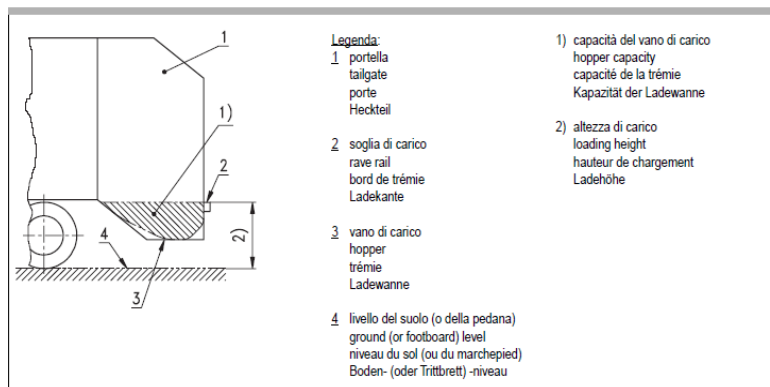 1
1)
2
4
2)
3
Legenda:
1 portella
tailgate
porte
Heckteil
2 soglia di carico
rave rail
bord de trémie
Ladekante
3 vano di carico
hopper
trémie
Ladewanne
4 livello del suolo (o della pedana)
ground (or footboard) level
niveau du sol (ou du marchepied)
Boden- (oder Trittbrett) -niveau
1) capacità del vano di carico
hopper capacity
capacité de la trémie
Kapazität der Ladewanne
2) altezza di carico
loading height
hauteur de chargement
Ladehöhe